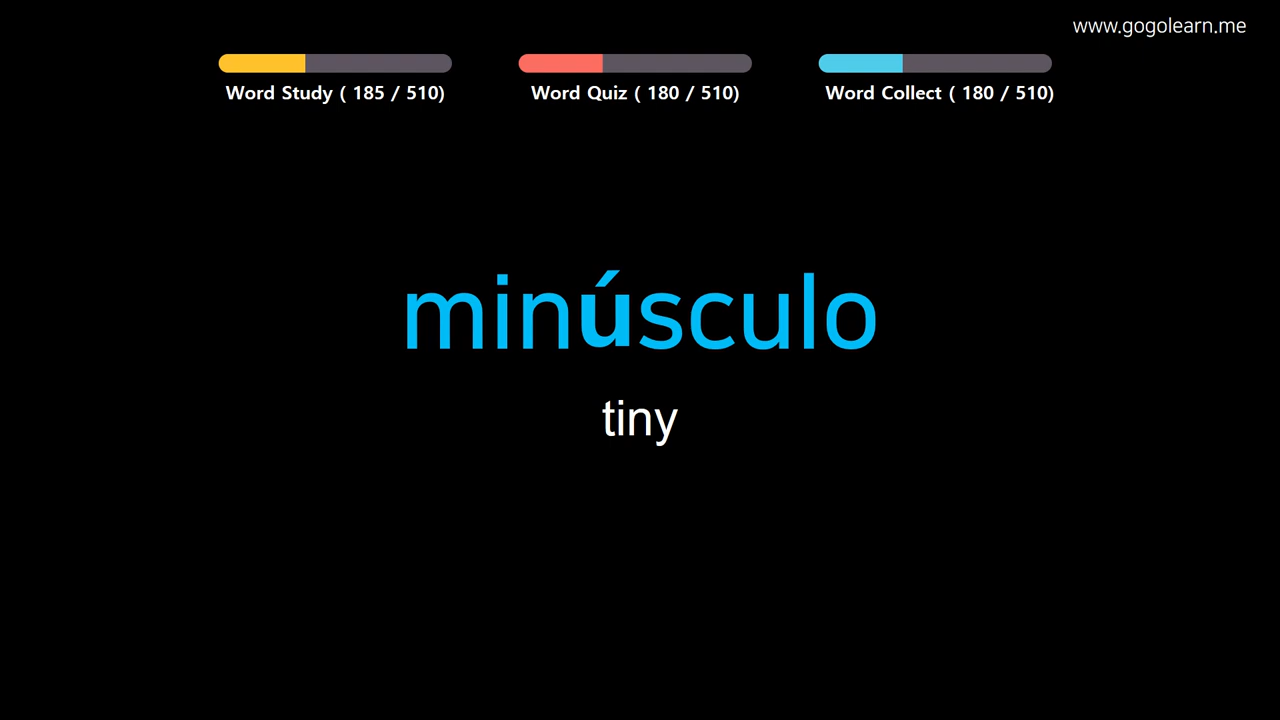 www.gogolearn.me
Word Study ( 185 / 510)
Word Quiz ( 180 / 510)
Word Collect ( 180 / 510)
minúsculo
tiny